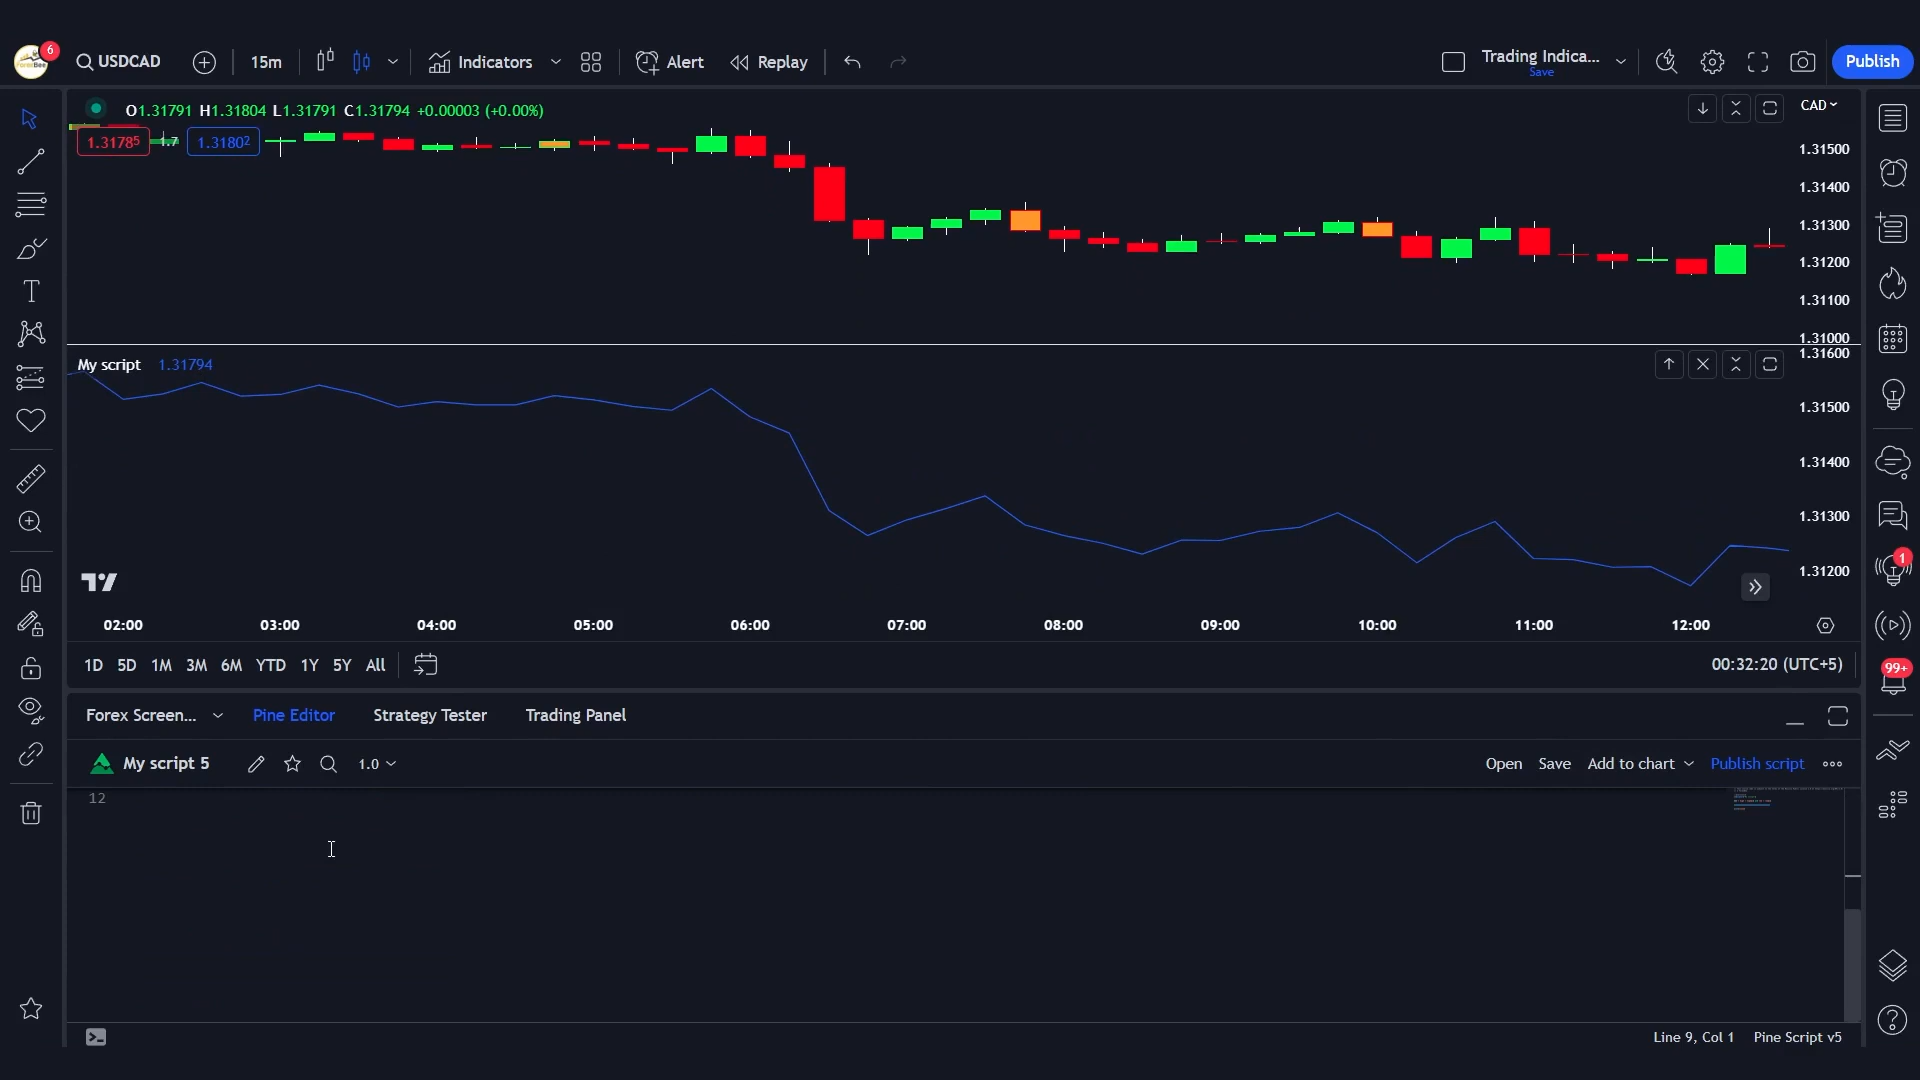 6
USDCAD
15m
Indicators
Alert
Replay
Trading Indica...
Save
Publish
O1.31791 H1.31804 L1.31791 C1.31794 +0.00003 (+0.00%)
CAD
1.31785
1.7
1.31802
1.31500
1.31400
1.31300
1.31200
1.31100
1.31000
My script 1.31794
1.31600
1.31500
1.31400
1.31300
1.31200
1
02:00 03:00 04:00 05:00 06:00 07:00 08:00 09:00 10:00 11:00 12:00
1D 5D 1M 3M 6M YTD 1Y 5Y All
00:32:20 (UTC+5)
99+
Forex Screen... Pine Editor Strategy Tester Trading Panel
My script 5
1.0
Open Save Add to chart Publish script
12
Line 9, Col 1 Pine Script v5